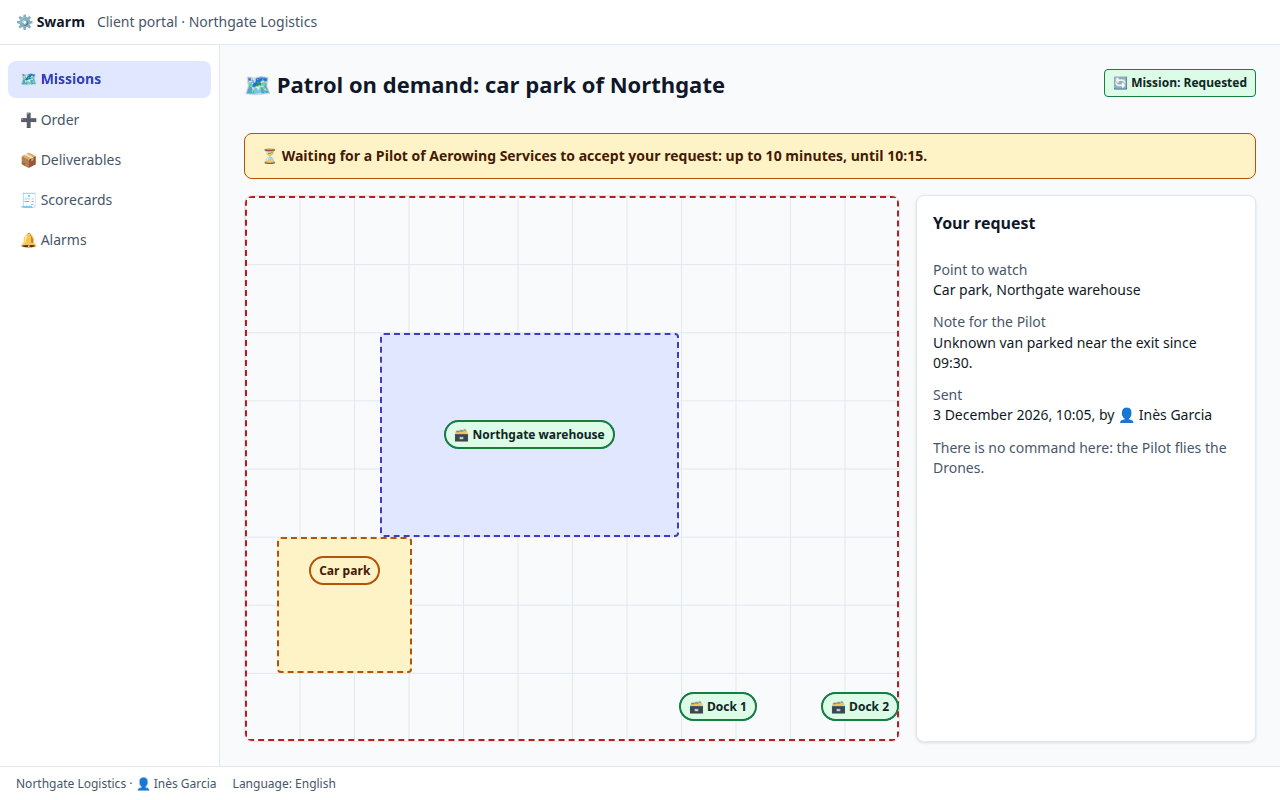 ⚙️ Swarm Client portal · Northgate Logistics
🗺️ Missions
➕ Order
📦 Deliverables
🧾 Scorecards
🔔 Alarms
🗺️ Patrol on demand: car park of Northgate
🔄 Mission: Requested
⏳ Waiting for a Pilot of Aerowing Services to accept your request: up to 10 minutes, until 10:15.
🗃️ Northgate warehouse
Car park
🗃️ Dock 1
🗃️ Dock 2
Your request
Point to watch
Car park, Northgate warehouse
Note for the Pilot
Unknown van parked near the exit since
09:30.
Sent
3 December 2026, 10:05, by 👤 Inès Garcia
There is no command here: the Pilot flies the
Drones.
Northgate Logistics · 👤 Inès Garcia Language: English